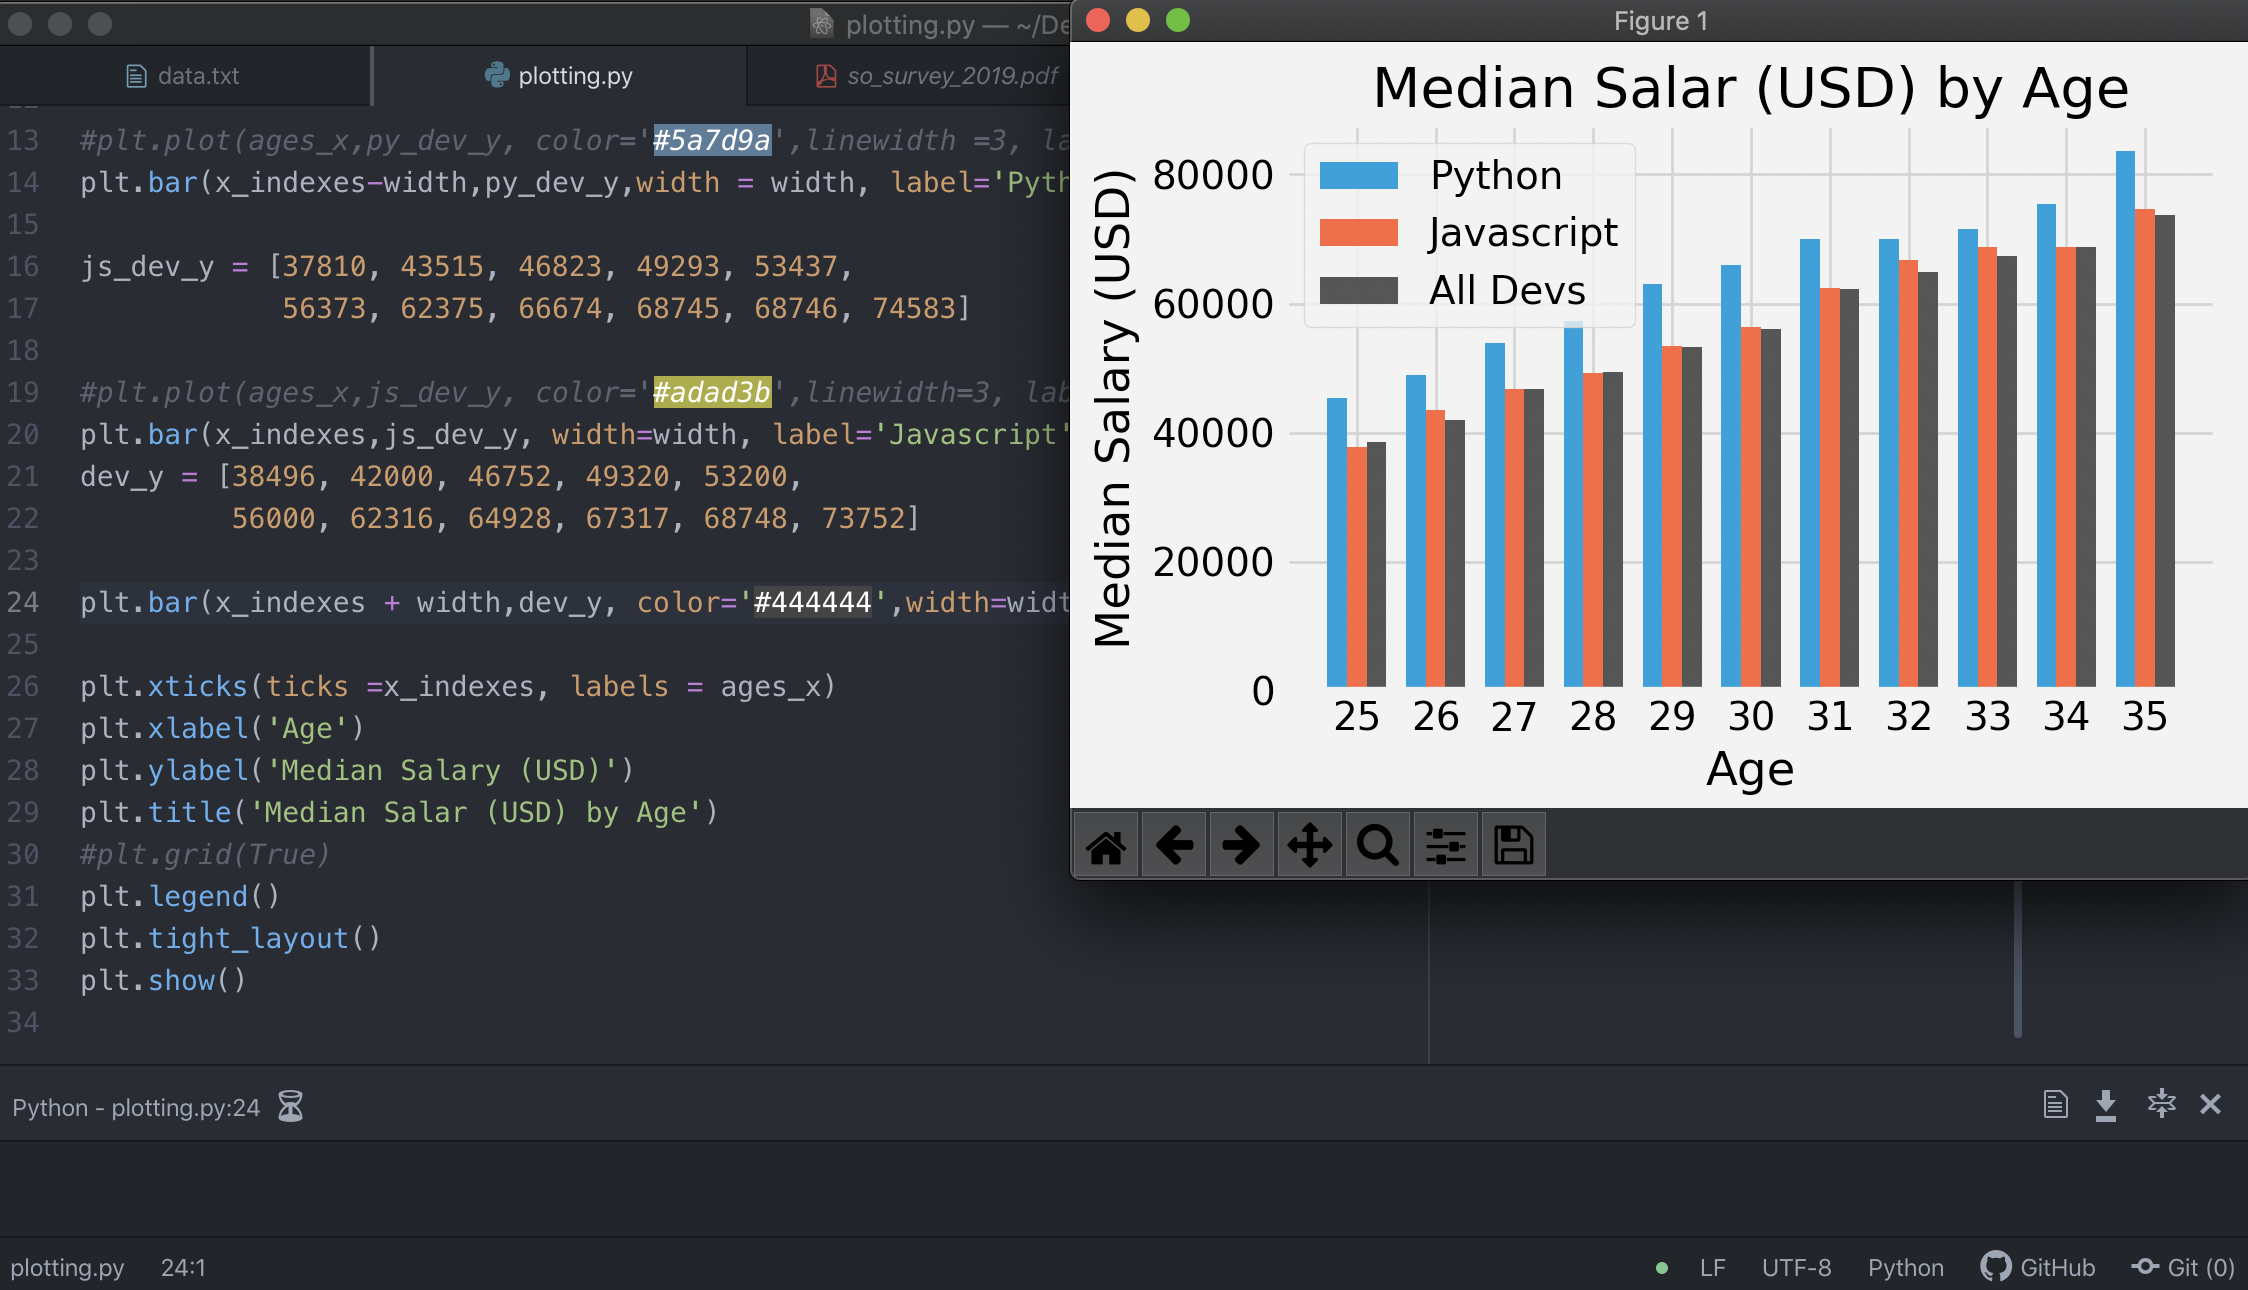 plotting.py — ~/De
data.txt
plotting.py
so_survey_2019.pdf
13 #plt.plot(ages_x,py_dev_y, color='#5a7d9a',linewidth =3, la
14 plt.bar(x_indexes-width,py_dev_y,width = width, label='Pyth
15
16 js_dev_y = [37810, 43515, 46823, 49293, 53437,
17 56373, 62375, 66674, 68745, 68746, 74583]
18
19 #plt.plot(ages_x,js_dev_y, color='#adad3b',linewidth=3, lab
20 plt.bar(x_indexes,js_dev_y, width=width, label='Javascript'
21 dev_y = [38496, 42000, 46752, 49320, 53200,
22 56000, 62316, 64928, 67317, 68748, 73752]
23
24 plt.bar(x_indexes + width,dev_y, color='#444444',width=widt
25
26 plt.xticks(ticks =x_indexes, labels = ages_x)
27 plt.xlabel('Age')
28 plt.ylabel('Median Salary (USD)')
29 plt.title('Median Salar (USD) by Age')
30 #plt.grid(True)
31 plt.legend()
32 plt.tight_layout()
33 plt.show()
34
Figure 1
Median Salar (USD) by Age
Median Salary (USD)
80000
60000
40000
20000
0
Python
Javascript
All Devs
25 26 27 28 29 30 31 32 33 34 35
Age
Python - plotting.py:24
plotting.py 24:1
LF UTF-8 Python GitHub Git (0)